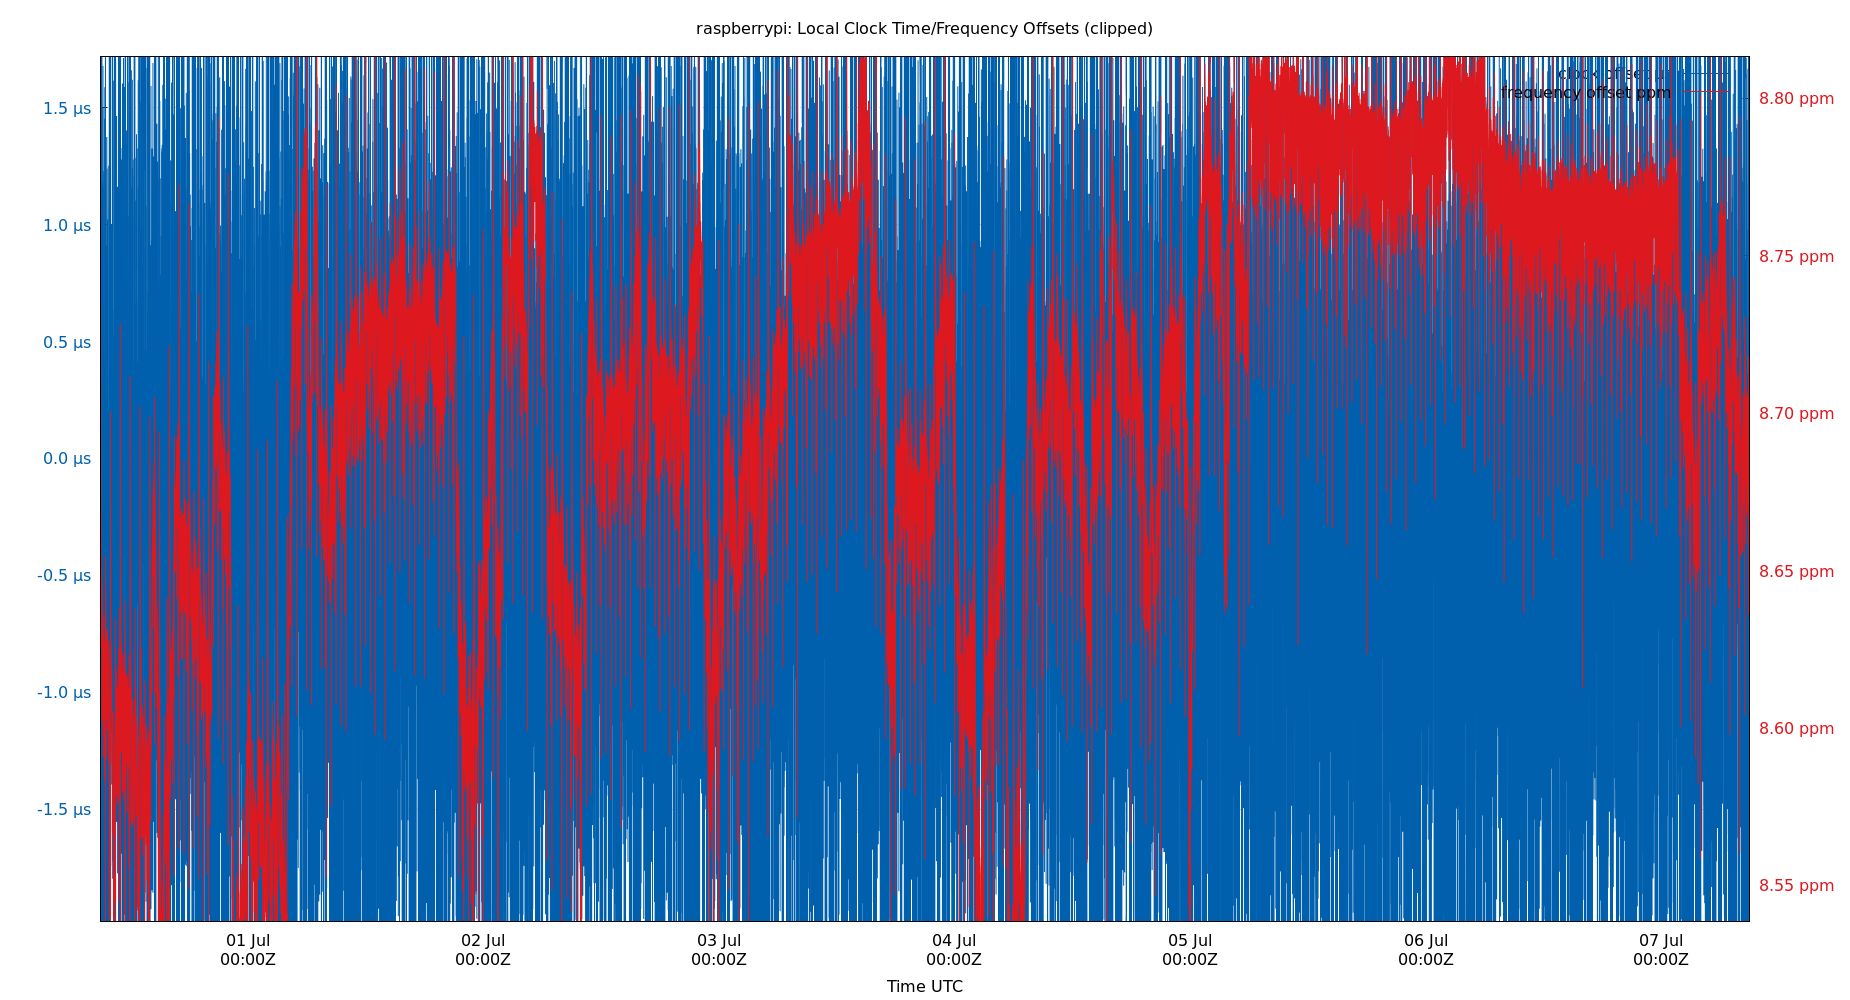 raspberrypi: Local Clock Time/Frequency Offsets (clipped)
clock offset
frequency offset ppm
1.5 µs
1.0 µs
0.5 µs
0.0 µs
-0.5 µs
-1.0 µs
-1.5 µs
8.80 ppm
8.75 ppm
8.70 ppm
8.65 ppm
8.60 ppm
8.55 ppm
01 Jul
00:00Z
02 Jul
00:00Z
03 Jul
00:00Z
04 Jul
00:00Z
05 Jul
00:00Z
06 Jul
00:00Z
07 Jul
00:00Z
Time UTC